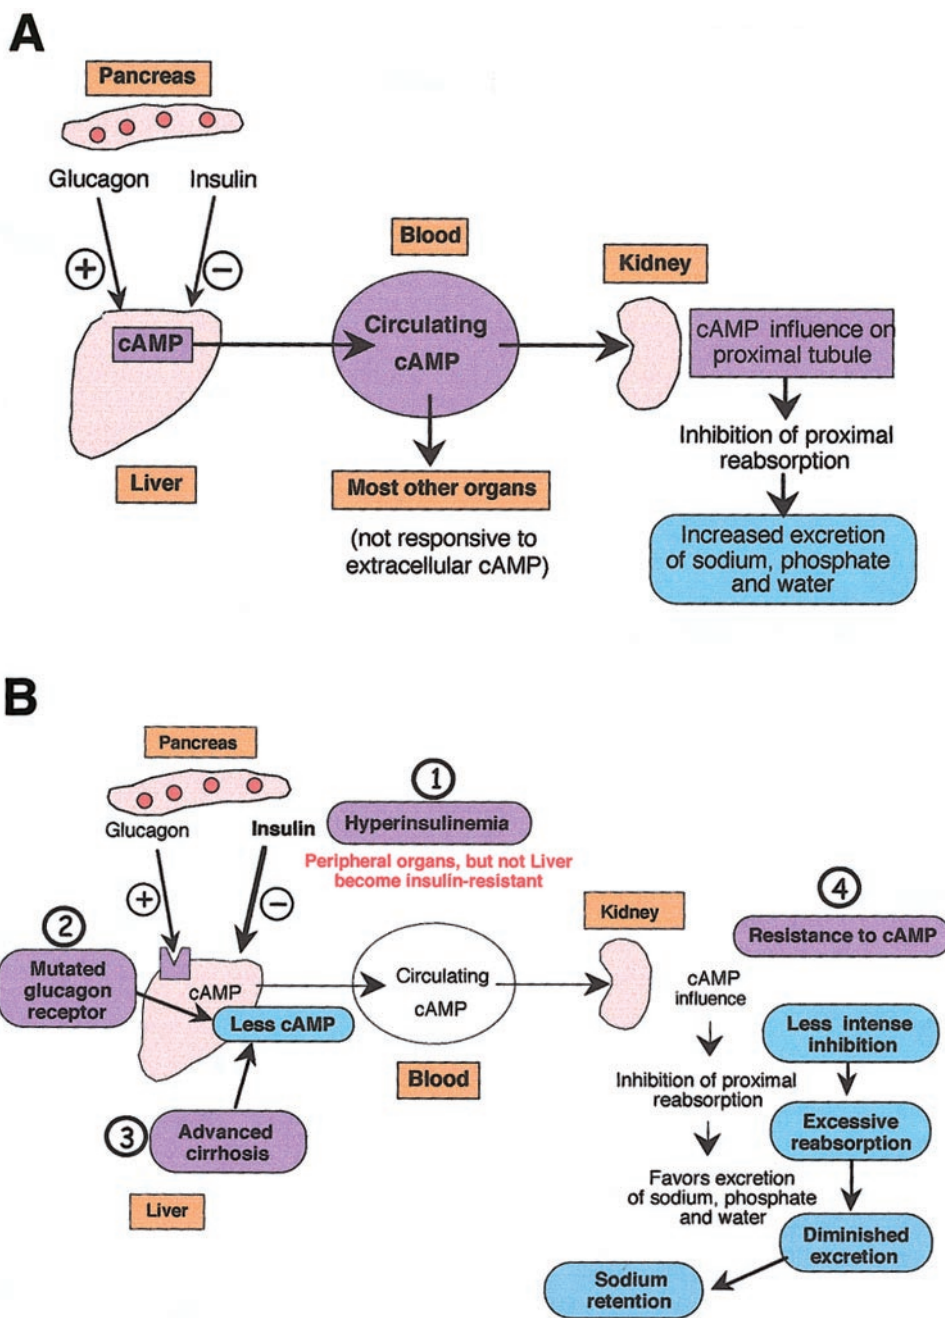 A
Pancreas
Glucagon
Insulin
+
−
cAMP
Liver
Blood
Circulating
cAMP
Most other organs
(not responsive to
extracellular cAMP)
Kidney
cAMP influence on
proximal tubule
Inhibition of proximal
reabsorption
Increased excretion
of sodium, phosphate
and water
B
Pancreas
Glucagon
Insulin
+
−
1
Hyperinsulinemia
Peripheral organs, but not Liver
become insulin-resistant
2
Mutated
glucagon
receptor
cAMP
Less cAMP
3
Advanced
cirrhosis
Liver
Circulating
cAMP
Blood
Kidney
4
Resistance to cAMP
cAMP
influence
Inhibition of proximal
reabsorption
Favors excretion
of sodium, phosphate
and water
Less intense
inhibition
Excessive
reabsorption
Diminished
excretion
Sodium
retention